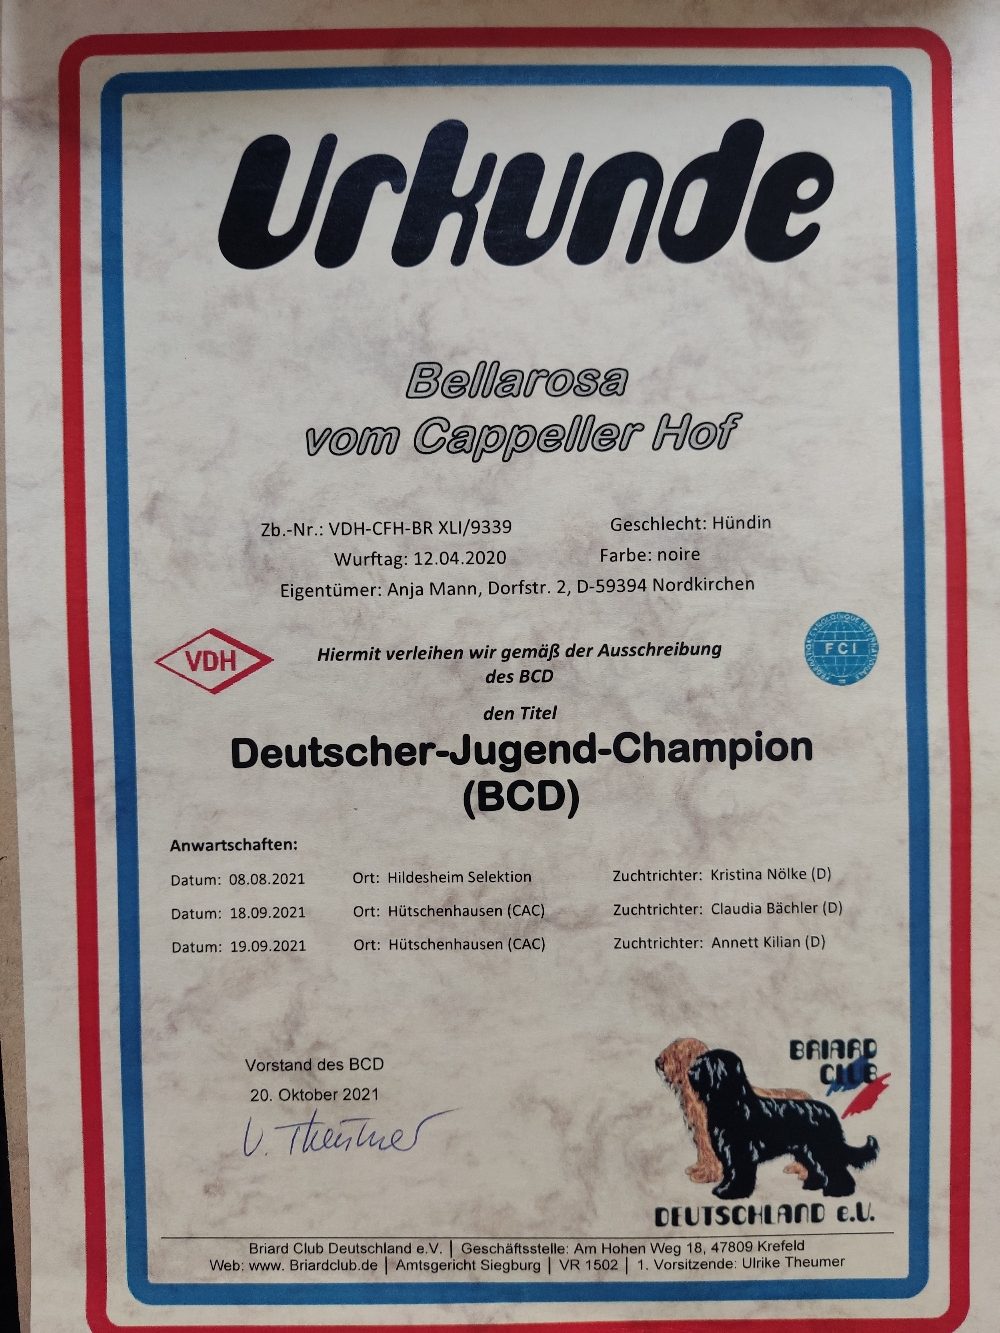 Urkunde
Bellarosa
vom Cappeller Hof
Zb.-Nr.: VDH-CFH-BR XLI/9339 Geschlecht: Hündin
Wurftag: 12.04.2020 Farbe: noire
Eigentümer: Anja Mann, Dorfstr. 2, D-59394 Nordkirchen
VDH
FEDERATION CYNOLOGIQUE INTERNATIONALE
FCI
Hiermit verleihen wir gemäß der Ausschreibung
des BCD
den Titel
Deutscher-Jugend-Champion
(BCD)
Anwartschaften:
Datum: 08.08.2021 Ort: Hildesheim Selektion Zuchtrichter: Kristina Nölke (D)
Datum: 18.09.2021 Ort: Hütschenhausen (CAC) Zuchtrichter: Claudia Bächler (D)
Datum: 19.09.2021 Ort: Hütschenhausen (CAC) Zuchtrichter: Annett Kilian (D)
Vorstand des BCD
20. Oktober 2021
U. Theumer
BRIARD
CLUB
DEUTSCHLAND e.V.
Briard Club Deutschland e.V. | Geschäftsstelle: Am Hohen Weg 18, 47809 Krefeld
Web: www. Briardclub.de | Amtsgericht Siegburg | VR 1502 | 1. Vorsitzende: Ulrike Theumer